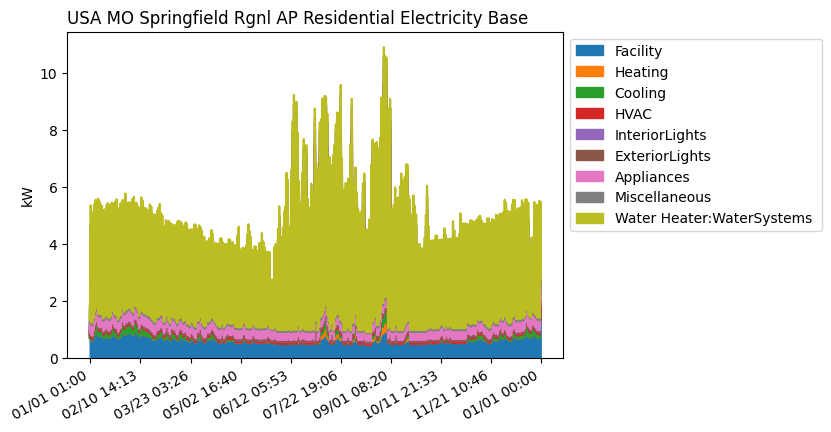 USA MO Springfield Rgnl AP Residential Electricity Base
kW
10
8
6
4
2
0
01/01 01:00
02/10 14:13
03/23 03:26
05/02 16:40
06/12 05:53
07/22 19:06
09/01 08:20
10/11 21:33
11/21 10:46
01/01 00:00
Facility
Heating
Cooling
HVAC
InteriorLights
ExteriorLights
Appliances
Miscellaneous
Water Heater:WaterSystems